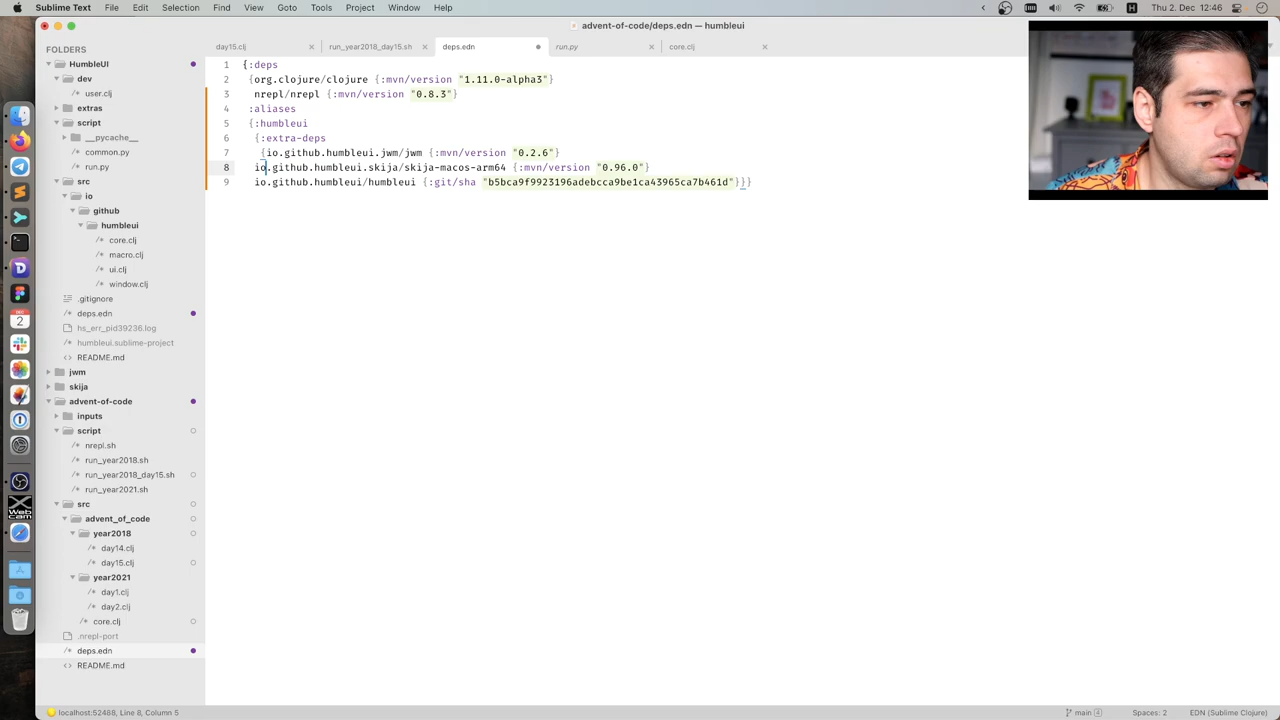 Sublime Text File Edit Selection Find View Goto Tools Project Window Help
Thu 2. Dec 12:46
advent-of-code/deps.edn — humbleui
day15.clj run_year2018_day15.sh deps.edn run.py core.clj
FOLDERS
HumbleUI
dev
user.clj
extras
script
__pycache__
common.py
run.py
src
io
github
humbleui
core.clj
macro.clj
ui.clj
window.clj
.gitignore
deps.edn
hs_err_pid39236.log
humbleui.sublime-project
README.md
jwm
skija
advent-of-code
inputs
script
nrepl.sh
run_year2018.sh
run_year2018_day15.sh
run_year2021.sh
src
advent_of_code
year2018
day14.clj
day15.clj
year2021
day1.clj
day2.clj
core.clj
.nrepl-port
deps.edn
README.md
1 {:deps
2 {org.clojure/clojure {:mvn/version "1.11.0-alpha3"}
3 nrepl/nrepl {:mvn/version "0.8.3"}
4 :aliases
5 {:humbleui
6 {:extra-deps
7 {io.github.humbleui.jwm/jwm {:mvn/version "0.2.6"}
8 io.github.humbleui.skija/skija-macos-arm64 {:mvn/version "0.96.0"}
9 io.github.humbleui/humbleui {:git/sha "b5bca9f9923196adebcca9be1ca43965ca7b461d"}}}
DEC
2
Web
cam
localhost:52488, Line 8, Column 5
main 4 Spaces: 2 EDN (Sublime Clojure)